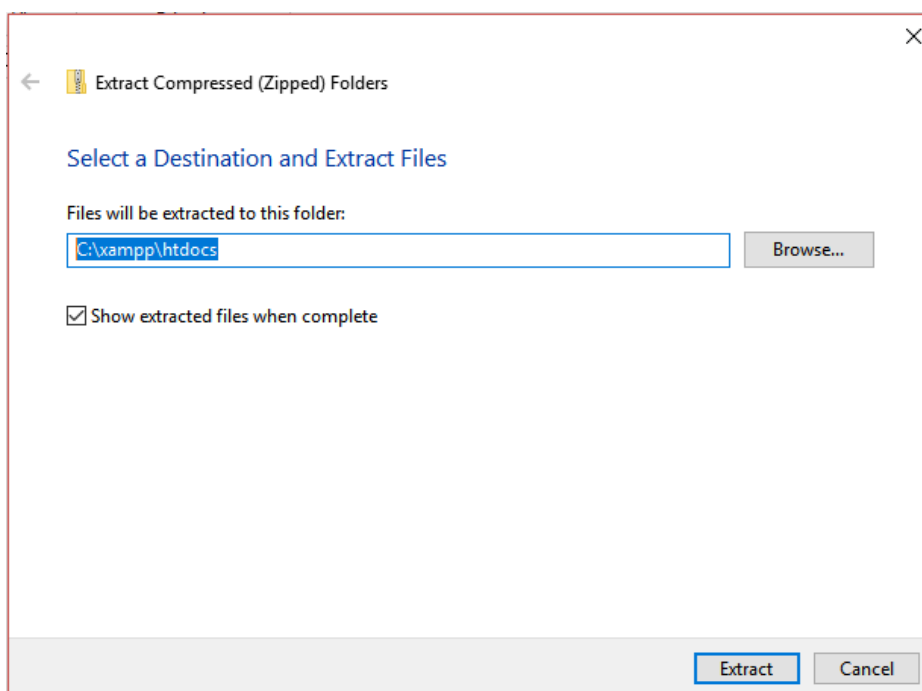 Extract Compressed (Zipped) Folders
Select a Destination and Extract Files
Files will be extracted to this folder:
C:\xampp\htdocs
Browse...
Show extracted files when complete
Extract
Cancel